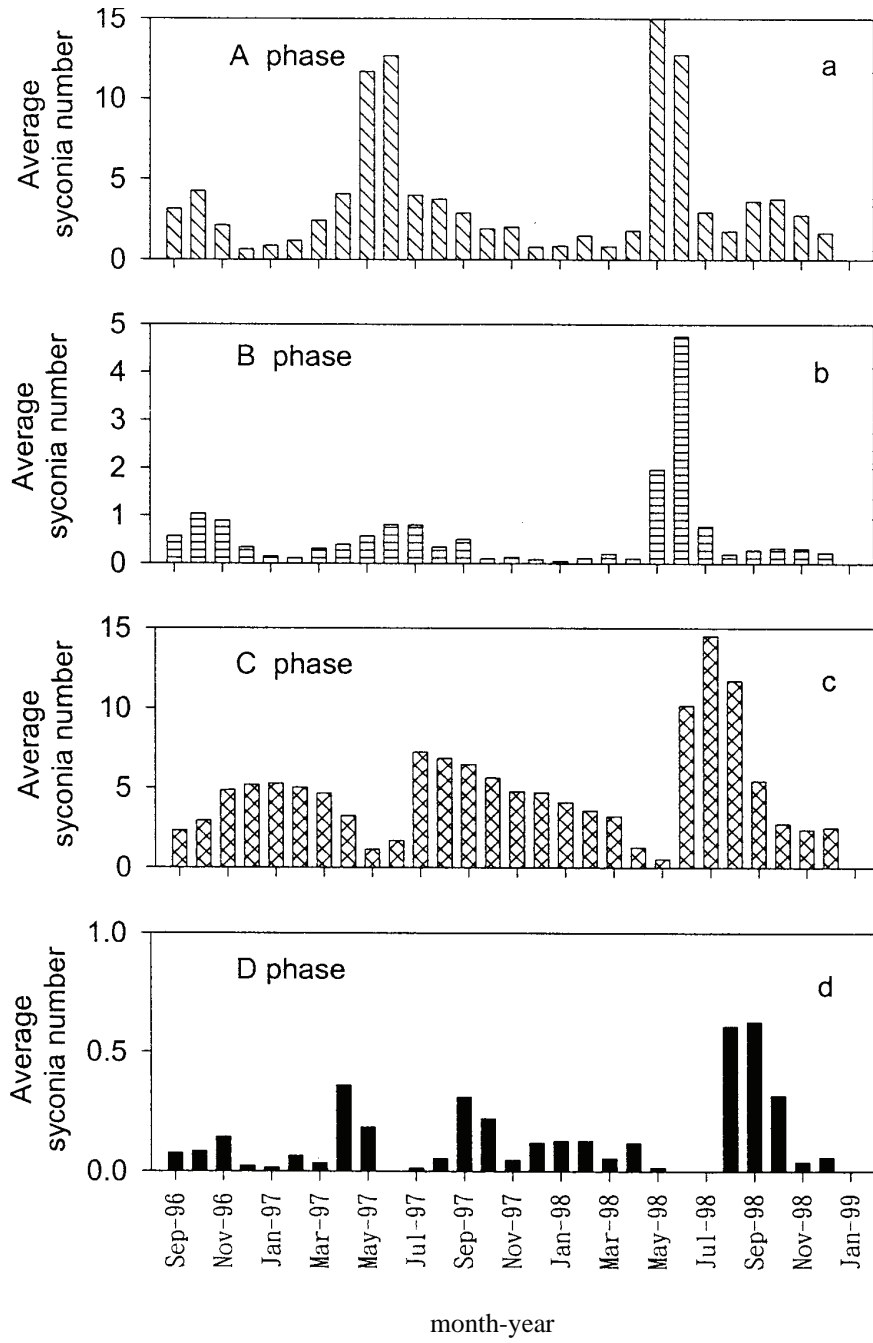 A phase
a
Average
syconia number
15
10
5
0
B phase
b
Average
syconia number
5
4
3
2
1
0
C phase
c
Average
syconia number
15
10
5
0
D phase
d
Average
syconia number
1.0
0.5
0.0
Sep-96
Nov-96
Jan-97
Mar-97
May-97
Jul-97
Sep-97
Nov-97
Jan-98
Mar-98
May-98
Jul-98
Sep-98
Nov-98
Jan-99
month-year